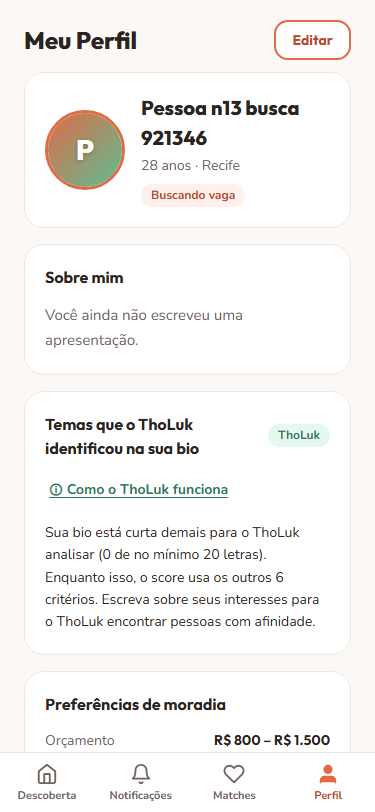 Meu Perfil
Editar
P
Pessoa n13 busca
921346
28 anos · Recife
Buscando vaga
Sobre mim
Você ainda não escreveu uma
apresentação.
Temas que o ThoLuk
identificou na sua bio
ThoLuk
Como o ThoLuk funciona
Sua bio está curta demais para o ThoLuk
analisar (0 de no mínimo 20 letras).
Enquanto isso, o score usa os outros 6
critérios. Escreva sobre seus interesses para
o ThoLuk encontrar pessoas com afinidade.
Preferências de moradia
Orçamento
R$ 800 – R$ 1.500
Descoberta
Notificações
Matches
Perfil